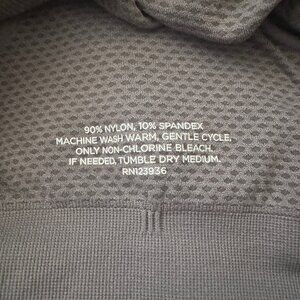 90% NYLON, 10% SPANDEX
MACHINE WASH WARM, GENTLE CYCLE.
ONLY NON-CHLORINE BLEACH.
IF NEEDED, TUMBLE DRY MEDIUM.
RN123936